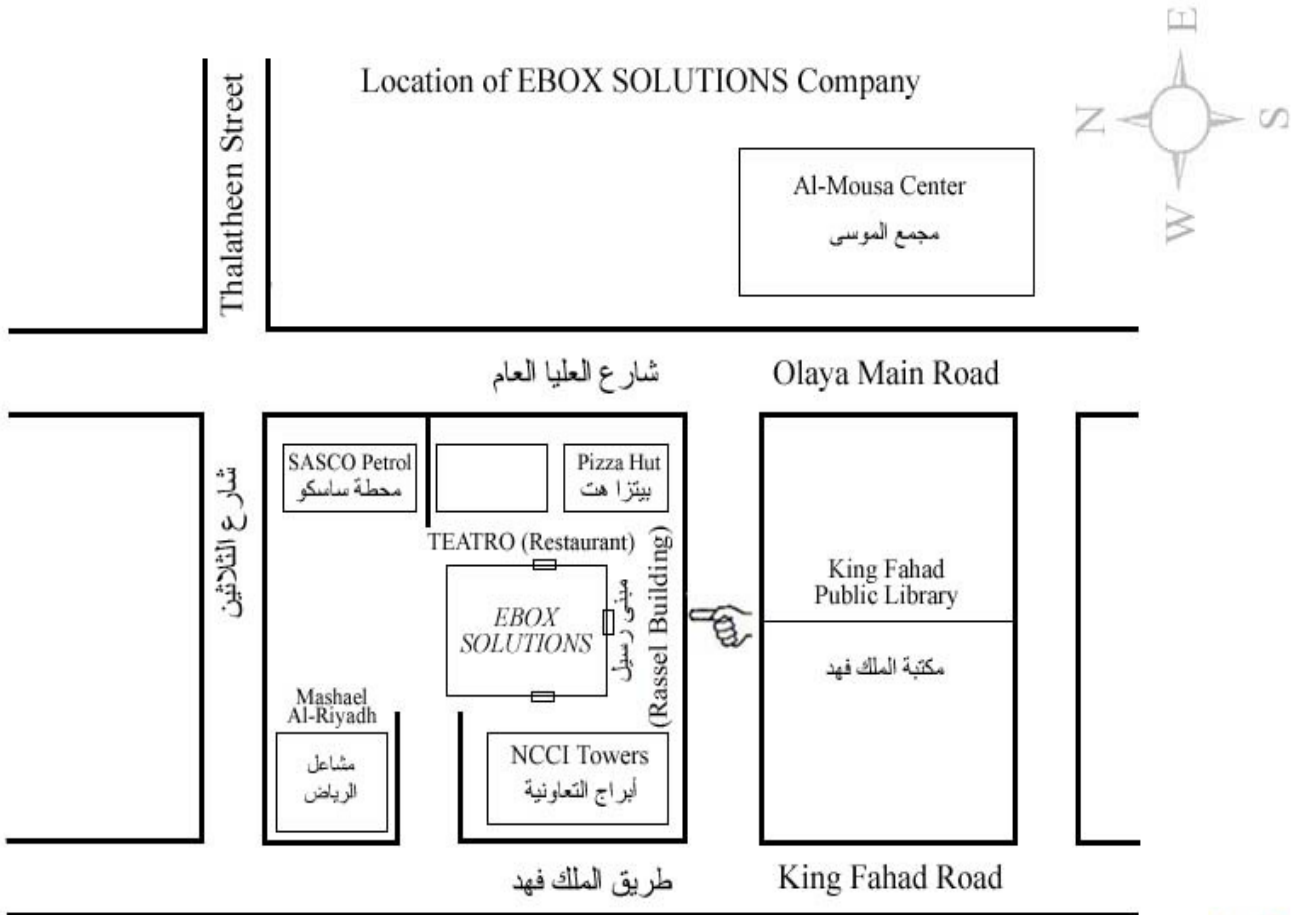 E
Location of EBOX SOLUTIONS Company
N
S
W
Thalatheen Street
Al-Mousa Center
مجمع الموسى
شارع العليا العام
Olaya Main Road
شارع الثلاثين
SASCO Petrol
محطة ساسكو
Pizza Hut
بيتزا هت
TEATRO (Restaurant)
EBOX
SOLUTIONS
مبنى رسيل
(Rassel Building)
King Fahad
Public Library
مكتبة الملك فهد
Mashael
Al-Riyadh
مشاعل
الرياض
NCCI Towers
أبراج التعاونية
طريق الملك فهد
King Fahad Road